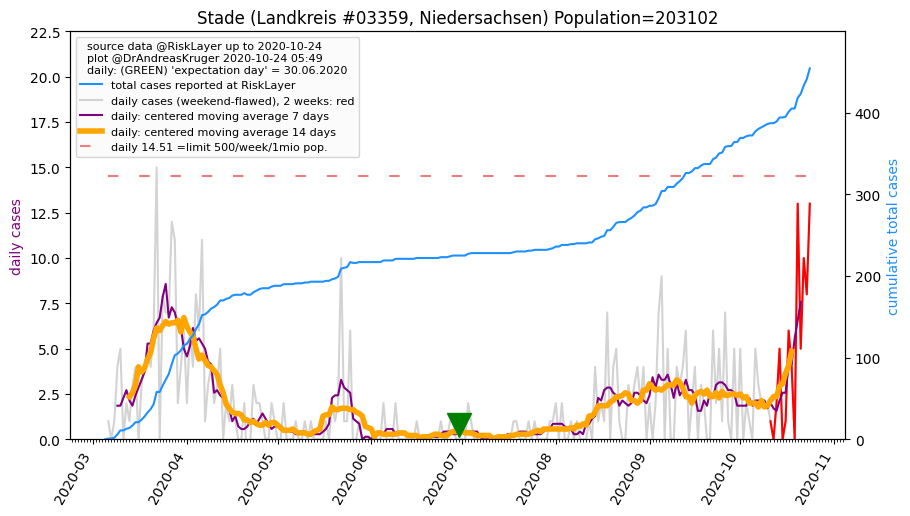 Stade (Landkreis #03359, Niedersachsen) Population=203102
source data @RiskLayer up to 2020-10-24
plot @DrAndreasKruger 2020-10-24 05:49
daily: (GREEN) 'expectation day' = 30.06.2020
total cases reported at RiskLayer
daily cases (weekend-flawed), 2 weeks: red
daily: centered moving average 7 days
daily: centered moving average 14 days
daily 14.51 =limit 500/week/1mio pop.
daily cases
22.5
20.0
17.5
15.0
12.5
10.0
7.5
5.0
2.5
0.0
400
300
200
100
0
cumulative total cases
2020-03
2020-04
2020-05
2020-06
2020-07
2020-08
2020-09
2020-10
2020-11